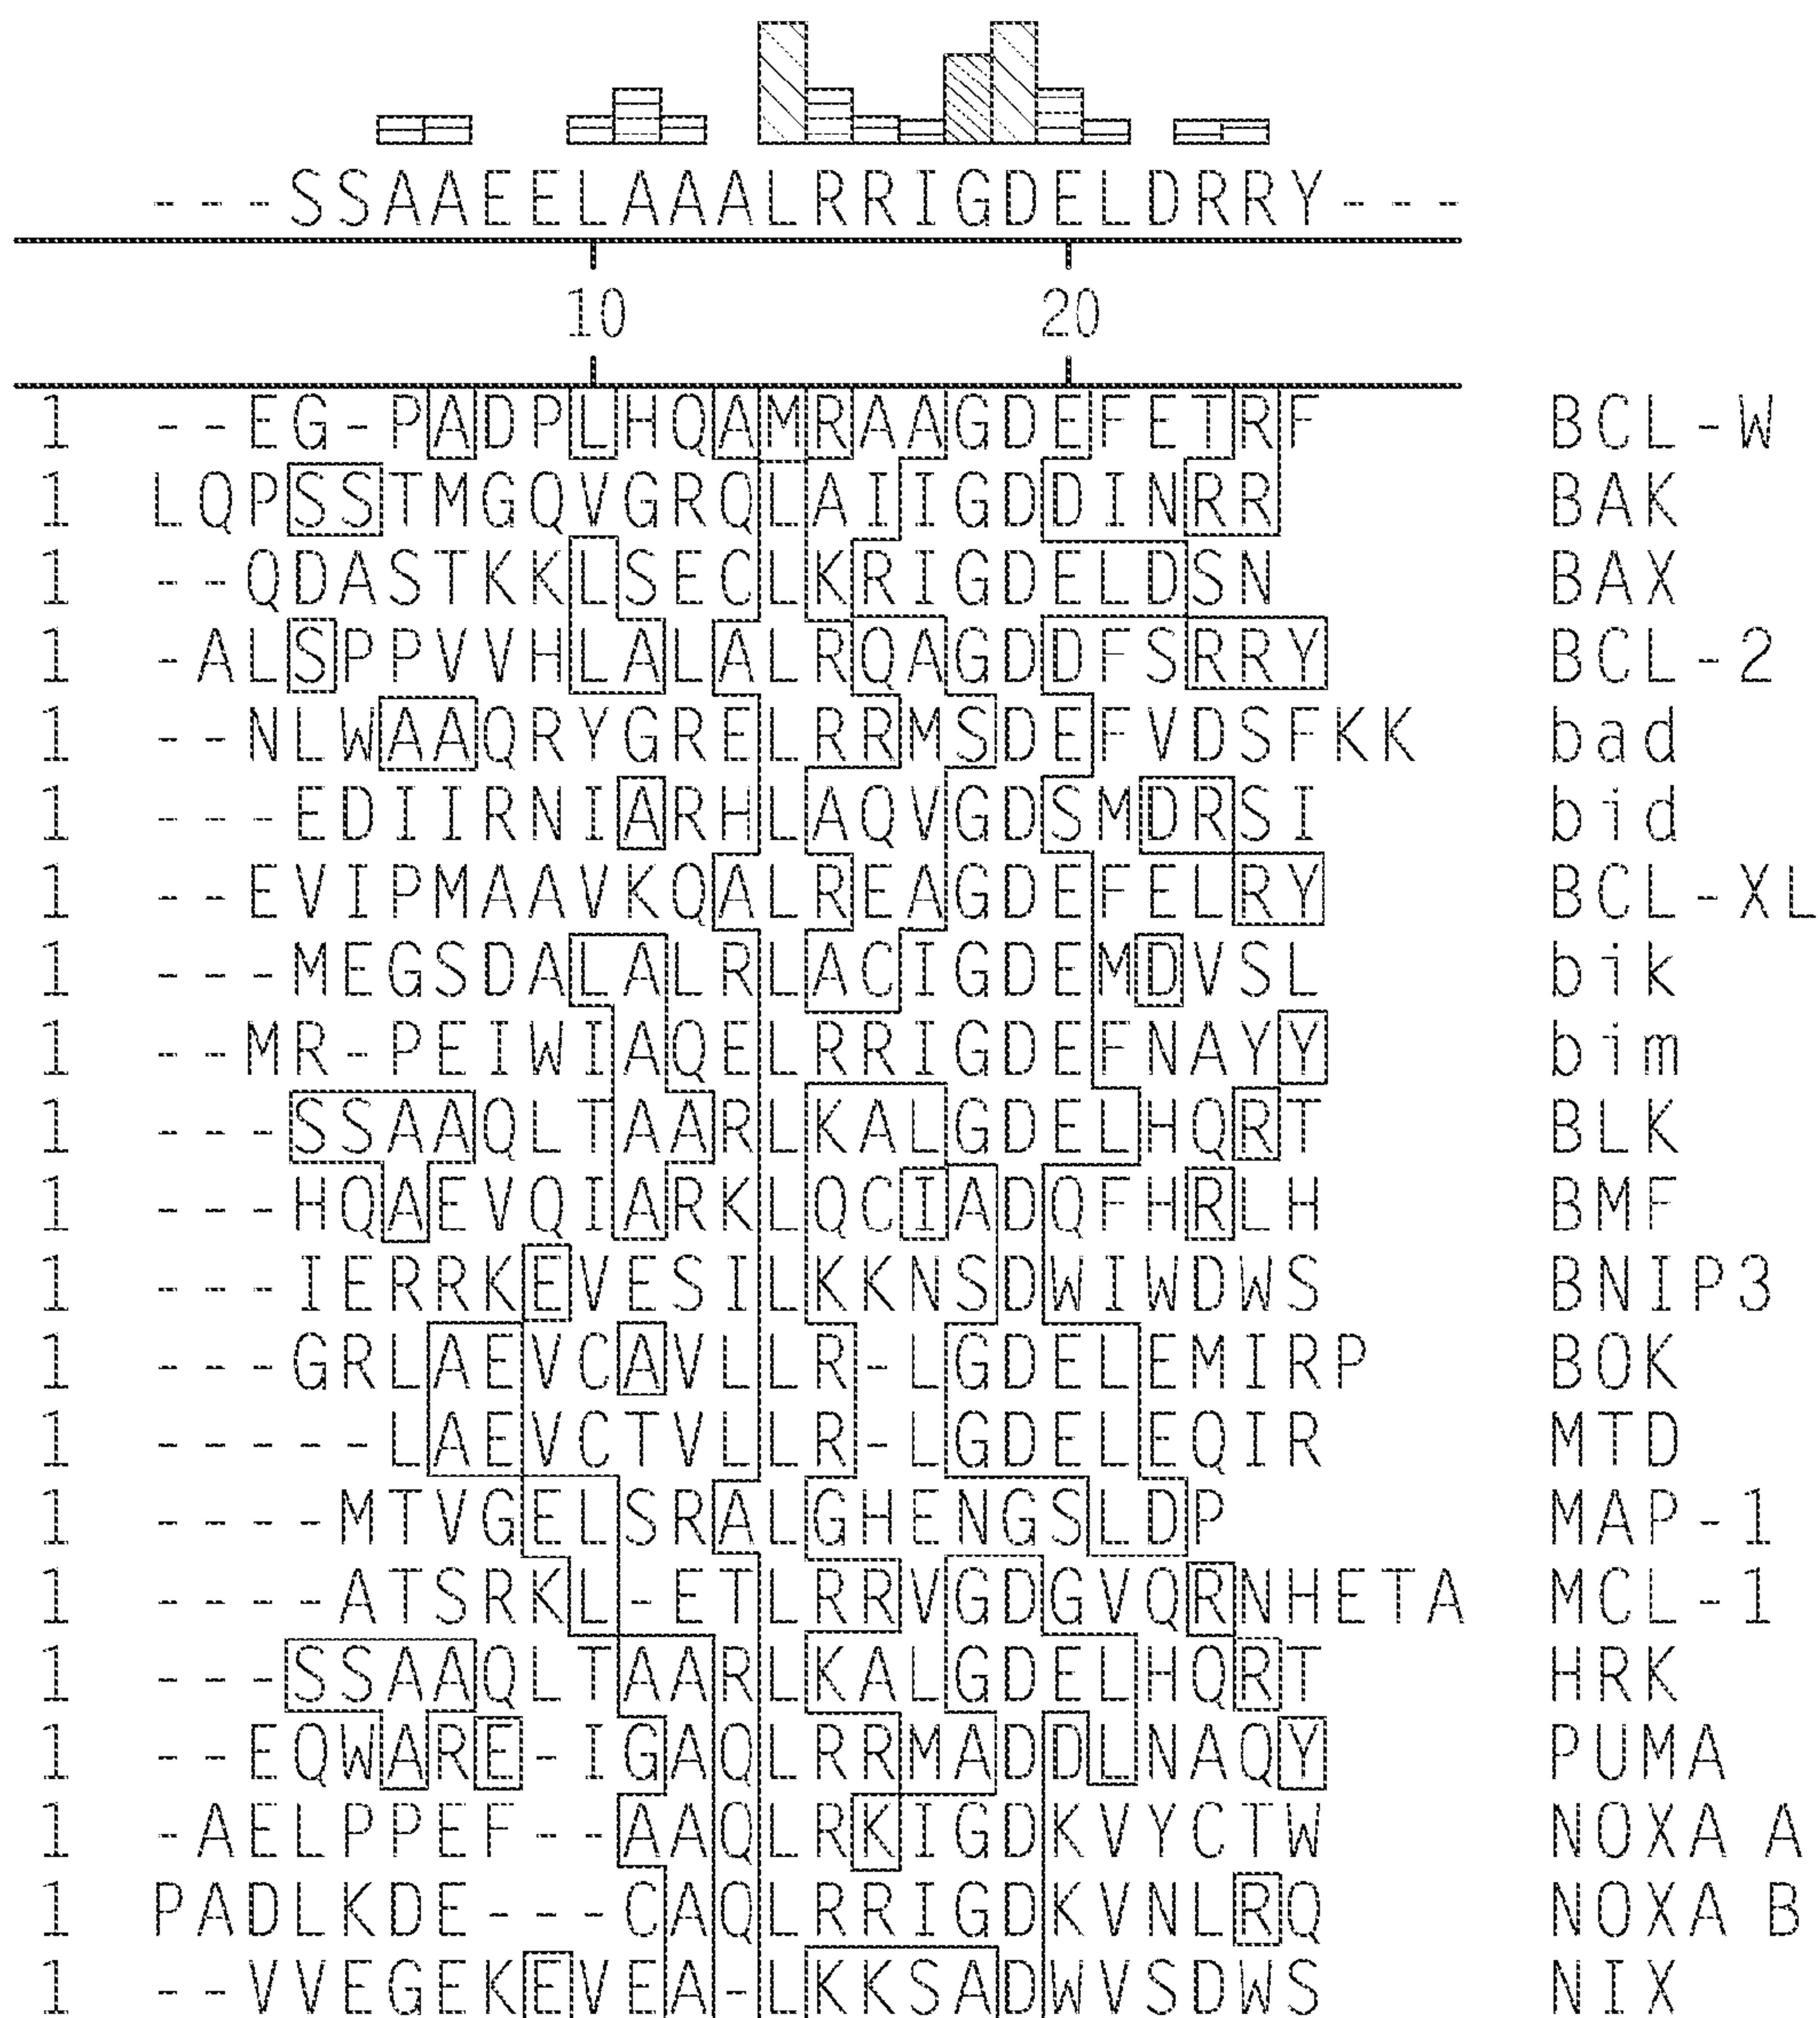 ---SSAAEELAAALRRIGDELDRRY---
10 20
1 --EG-PADPLHQAMRAAGDEFETRF BCL-W
1 LQPSSTMGQVGRQLAIIGDDINRR BAK
1 --QDASTKKLSECLKRIGDELDSN BAX
1 -ALSPPVVHLALALRQAGDDFSRRY BCL-2
1 --NLWAAQRYGRELRRMSDEFVDSFKK bad
1 ---EDIIRNIARHLAQVGDSMDRSI bid
1 --EVIPMAAVKQALREAGDEFELRY BCL-XL
1 ---MEGSDALALRLACIGDEMDVSL bik
1 --MR-PEIWIAQELRRIGDEFNAYY bim
1 ---SSAAQLTAARLKALGDELHQRT BLK
1 ---HQAEVQIARKLQCIADQFHRLH BMF
1 ---IERRKEVESILKKNSDWIWDWS BNIP3
1 ---GRLAEVCAVLLR-LGDELEMIRP BOK
1 -----LAEVCTVLLR-LGDELEQIR MTD
1 ----MTVGELSRALGHENGSLDP MAP-1
1 ----ATSRKL-ETLRRVGDGVQRNHETA MCL-1
1 ---SSAAQLTAARLKALGDELHQRT HRK
1 --EQWARE-IGAQLRRMADDLNAQY PUMA
1 -AELPPEF--AAQLRKIGDKVYCTW NOXA A
1 PADLKDE---CAQLRRIGDKVNLRQ NOXA B
1 --VVEGEKEVEA-LKKSADWVSDWS NIX